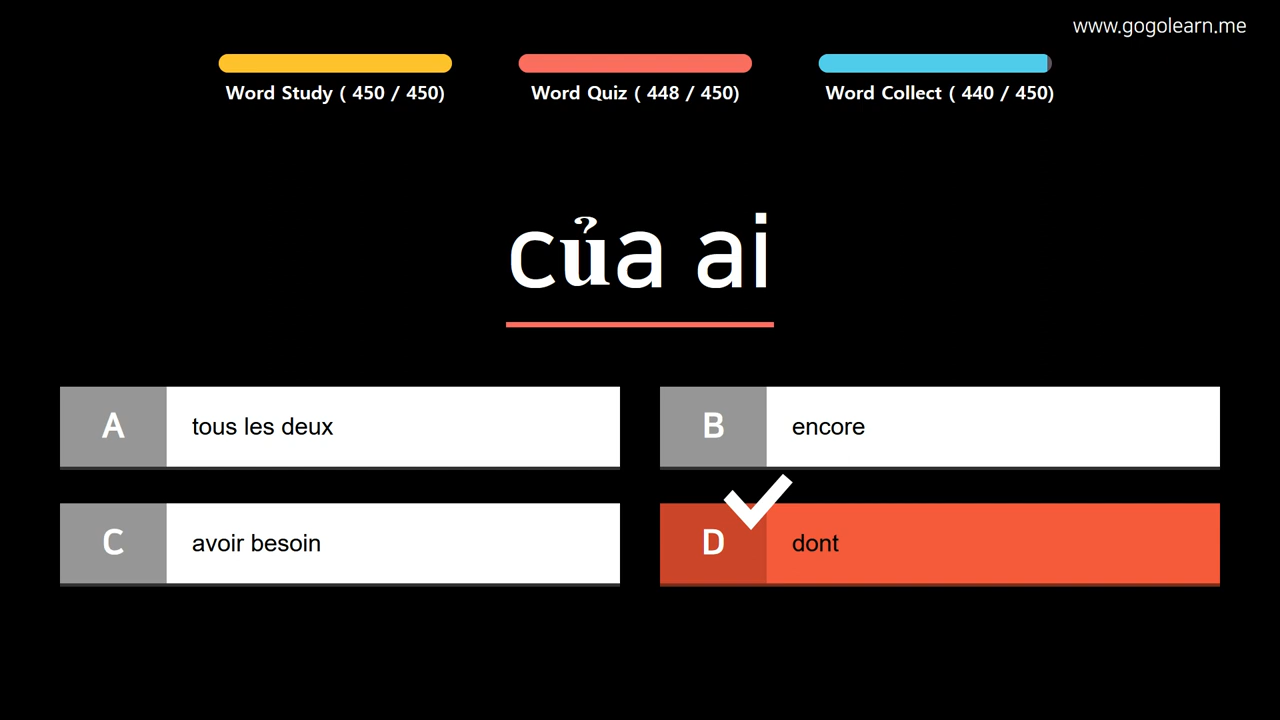 www.gogolearn.me
Word Study ( 450 / 450)
Word Quiz ( 448 / 450)
Word Collect ( 440 / 450)
của ai
A tous les deux
B encore
C avoir besoin
D dont